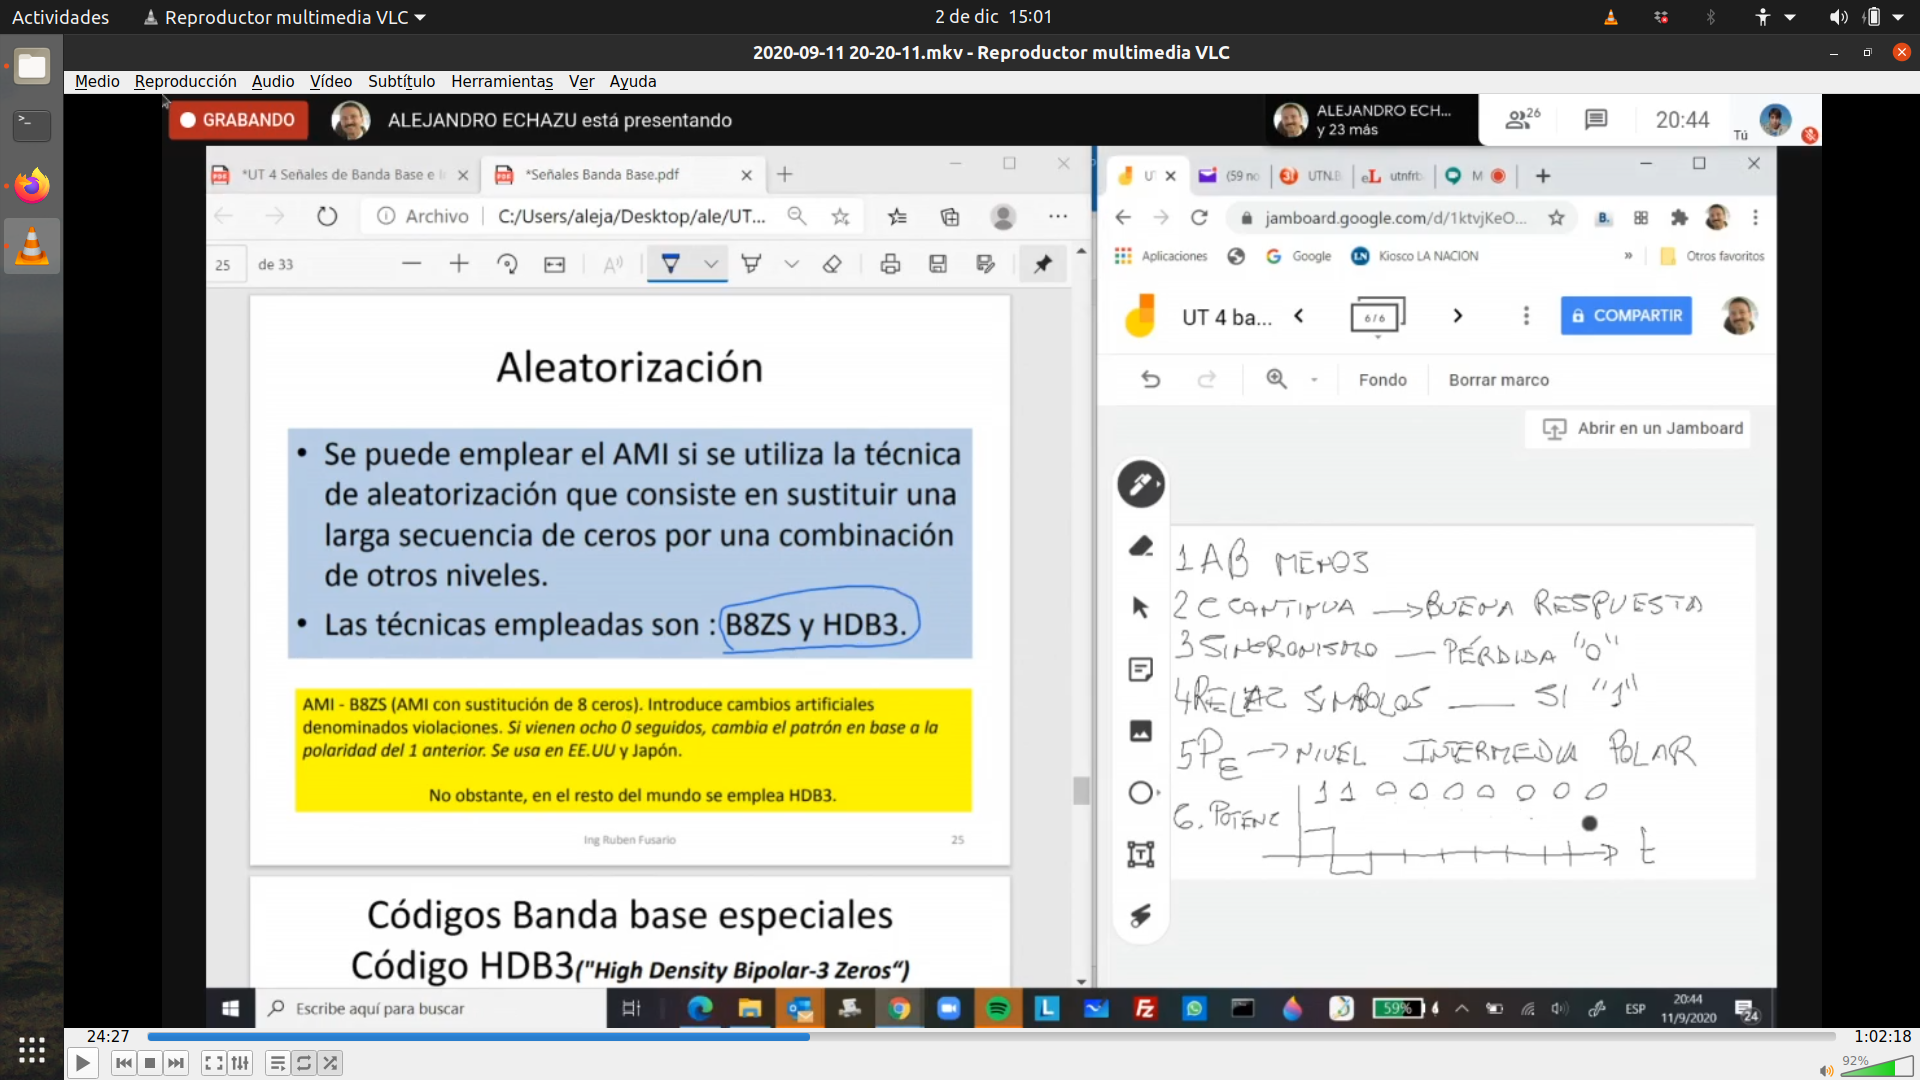 Actividades
Reproductor multimedia VLC
2 de dic 15:01
2020-09-11 20-20-11.mkv - Reproductor multimedia VLC
Medio Reproducción Audio Vídeo Subtítulo Herramientas Ver Ayuda
GRABANDO
ALEJANDRO ECHAZU está presentando
ALEJANDRO ECH...
y 23 más
26
20:44
Tú
*UT 4 Señales de Banda Base e
*Señales Banda Base.pdf
Archivo
C:/Users/aleja/Desktop/ale/UT...
25 de 33
Aleatorización
• Se puede emplear el AMI si se utiliza la técnica
de aleatorización que consiste en sustituir una
larga secuencia de ceros por una combinación
de otros niveles.
• Las técnicas empleadas son : B8ZS y HDB3.
AMI - B8ZS (AMI con sustitución de 8 ceros). Introduce cambios artificiales
denominados violaciones. Si vienen ocho 0 seguidos, cambia el patrón en base a la
polaridad del 1 anterior. Se usa en EE.UU y Japón.
No obstante, en el resto del mundo se emplea HDB3.
Ing Ruben Fusario
25
Códigos Banda base especiales
Código HDB3("High Density Bipolar-3 Zeros“)
UT
(59 no
UTN.B
utnfrb
M
jamboard.google.com/d/1ktvjKeO...
Aplicaciones
Google
Kiosco LA NACION
»
Otros favoritos
UT 4 ba...
6/6
COMPARTIR
Fondo
Borrar marco
Abrir en un Jamboard
1 AB MENOS
2 C CONTINUA → BUENA RESPUESTA
3 SINCRONISMO — PÉRDIDA "0"
4 RELAC SIMBOLOS — SI "1"
5 PE → NIVEL INTERMEDIA POLAR
1 1 0 0 0 0 0 0 0
6. POTENC
t
Escribe aquí para buscar
59%
ESP
20:44
11/9/2020
24
24:27
1:02:18
92%